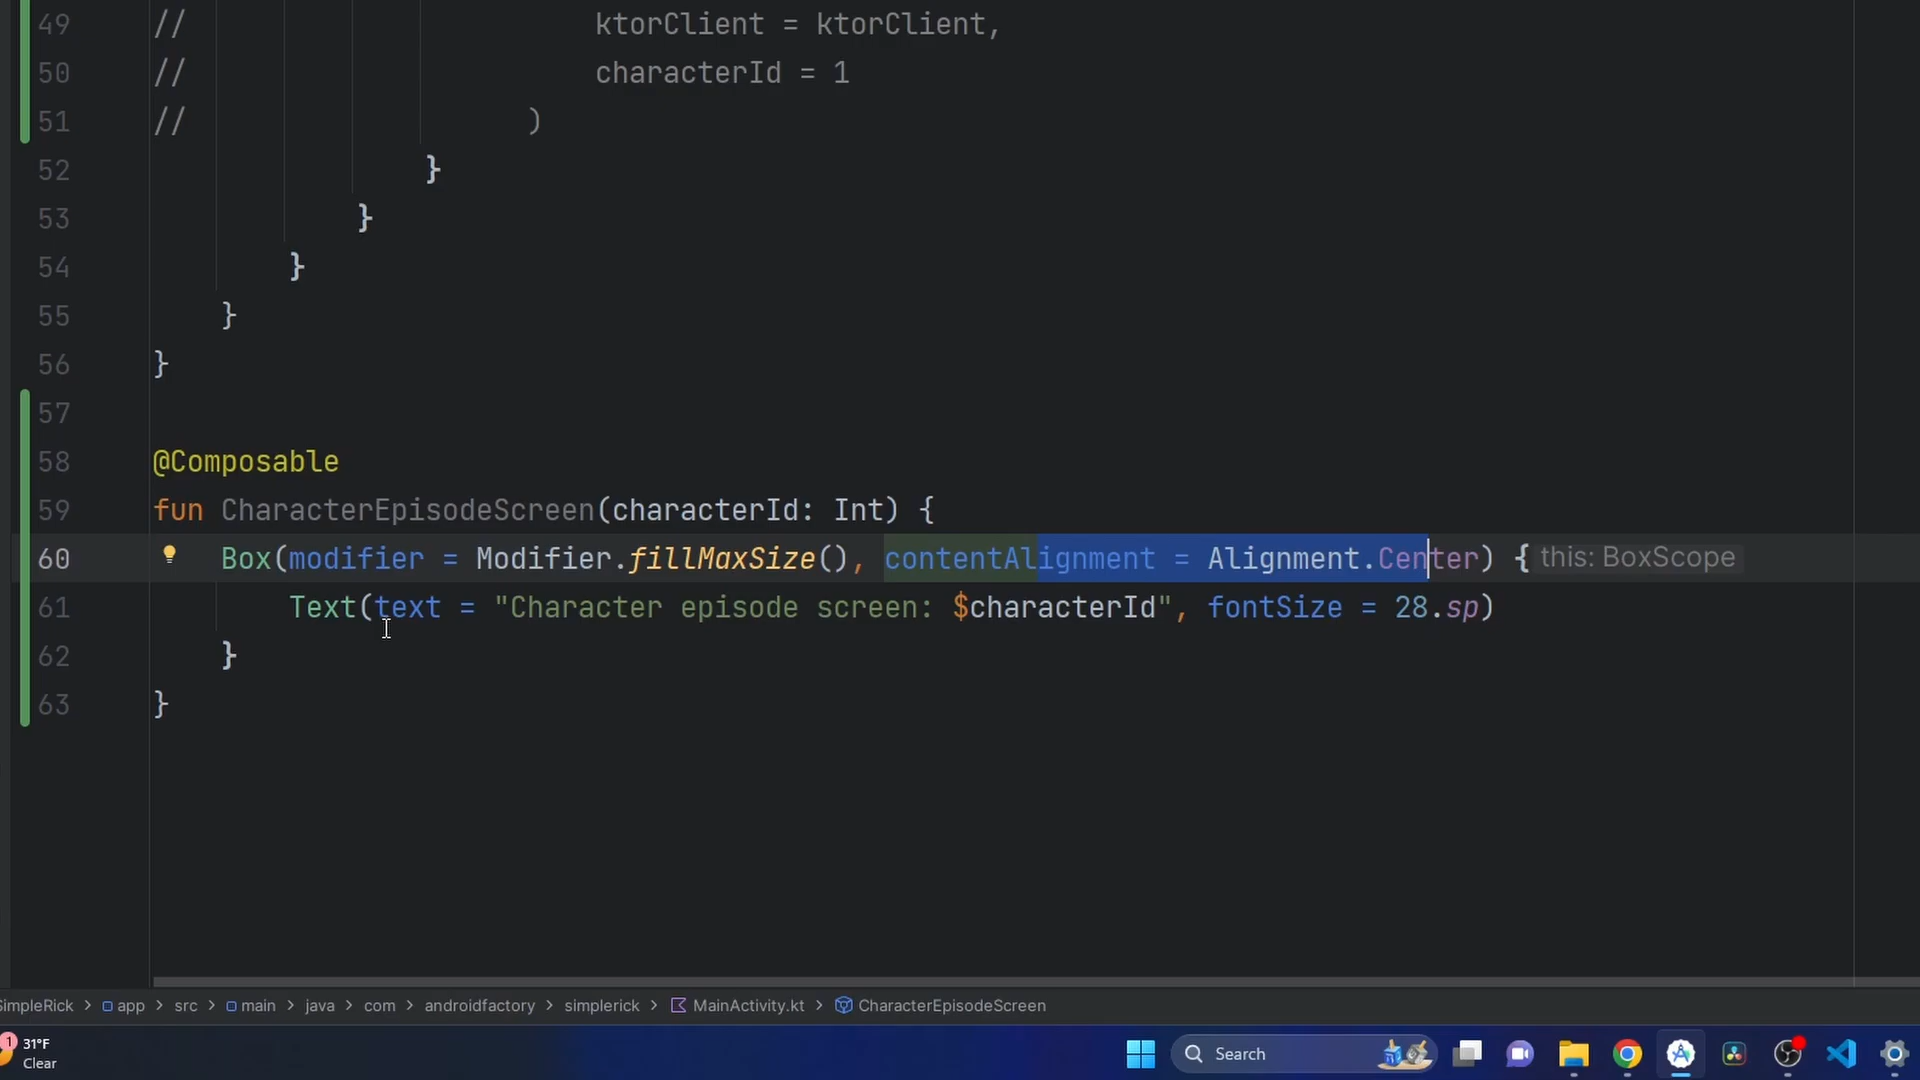 49 // ktorClient = ktorClient,
50 // characterId = 1
51 // )
52 }
53 }
54 }
55 }
56 }
57
58 @Composable
59 fun CharacterEpisodeScreen(characterId: Int) {
60 Box(modifier = Modifier.fillMaxSize(), contentAlignment = Alignment.Center) { this: BoxScope
61 Text(text = "Character episode screen: $characterId", fontSize = 28.sp)
62 }
63 }
SimpleRick > app > src > main > java > com > androidfactory > simplerick > MainActivity.kt > CharacterEpisodeScreen
1 31°F
Clear
Search